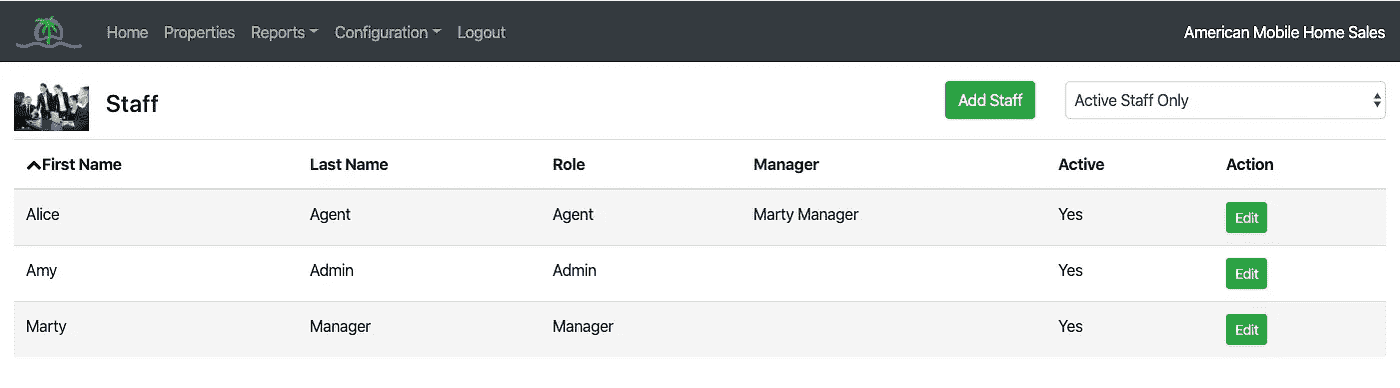 Home Properties Reports Configuration Logout American Mobile Home Sales
Staff Add Staff Active Staff Only
First Name Last Name Role Manager Active Action
Alice Agent Agent Marty Manager Yes Edit
Amy Admin Admin Yes Edit
Marty Manager Manager Yes Edit